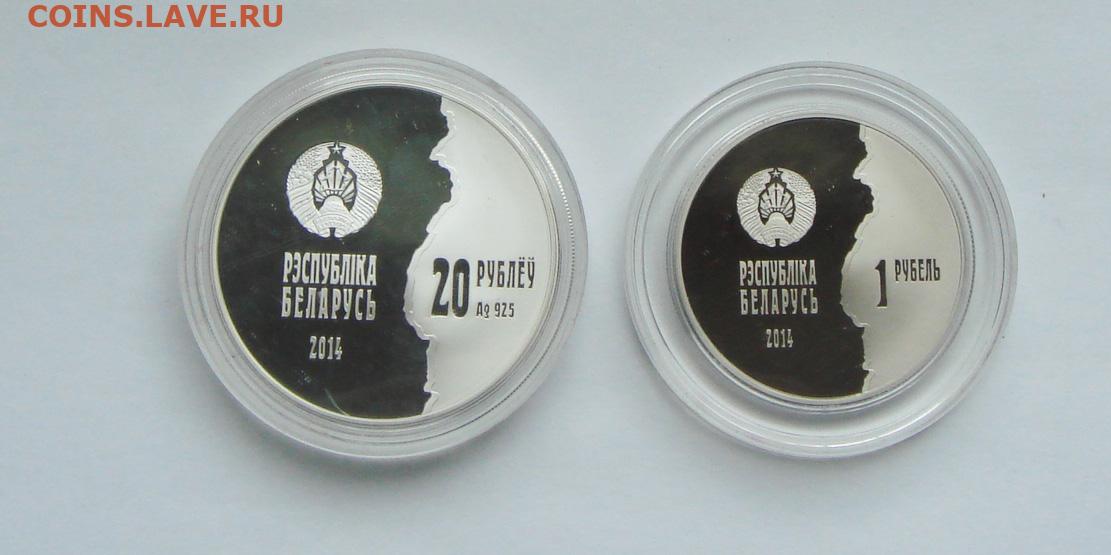 COINS.LAVE.RU
РЭСПУБЛІКА
БЕЛАРУСЬ
2014
20 РУБЛЁЎ
Ag 925
РЭСПУБЛІКА
БЕЛАРУСЬ
2014
1 РУБЕЛЬ